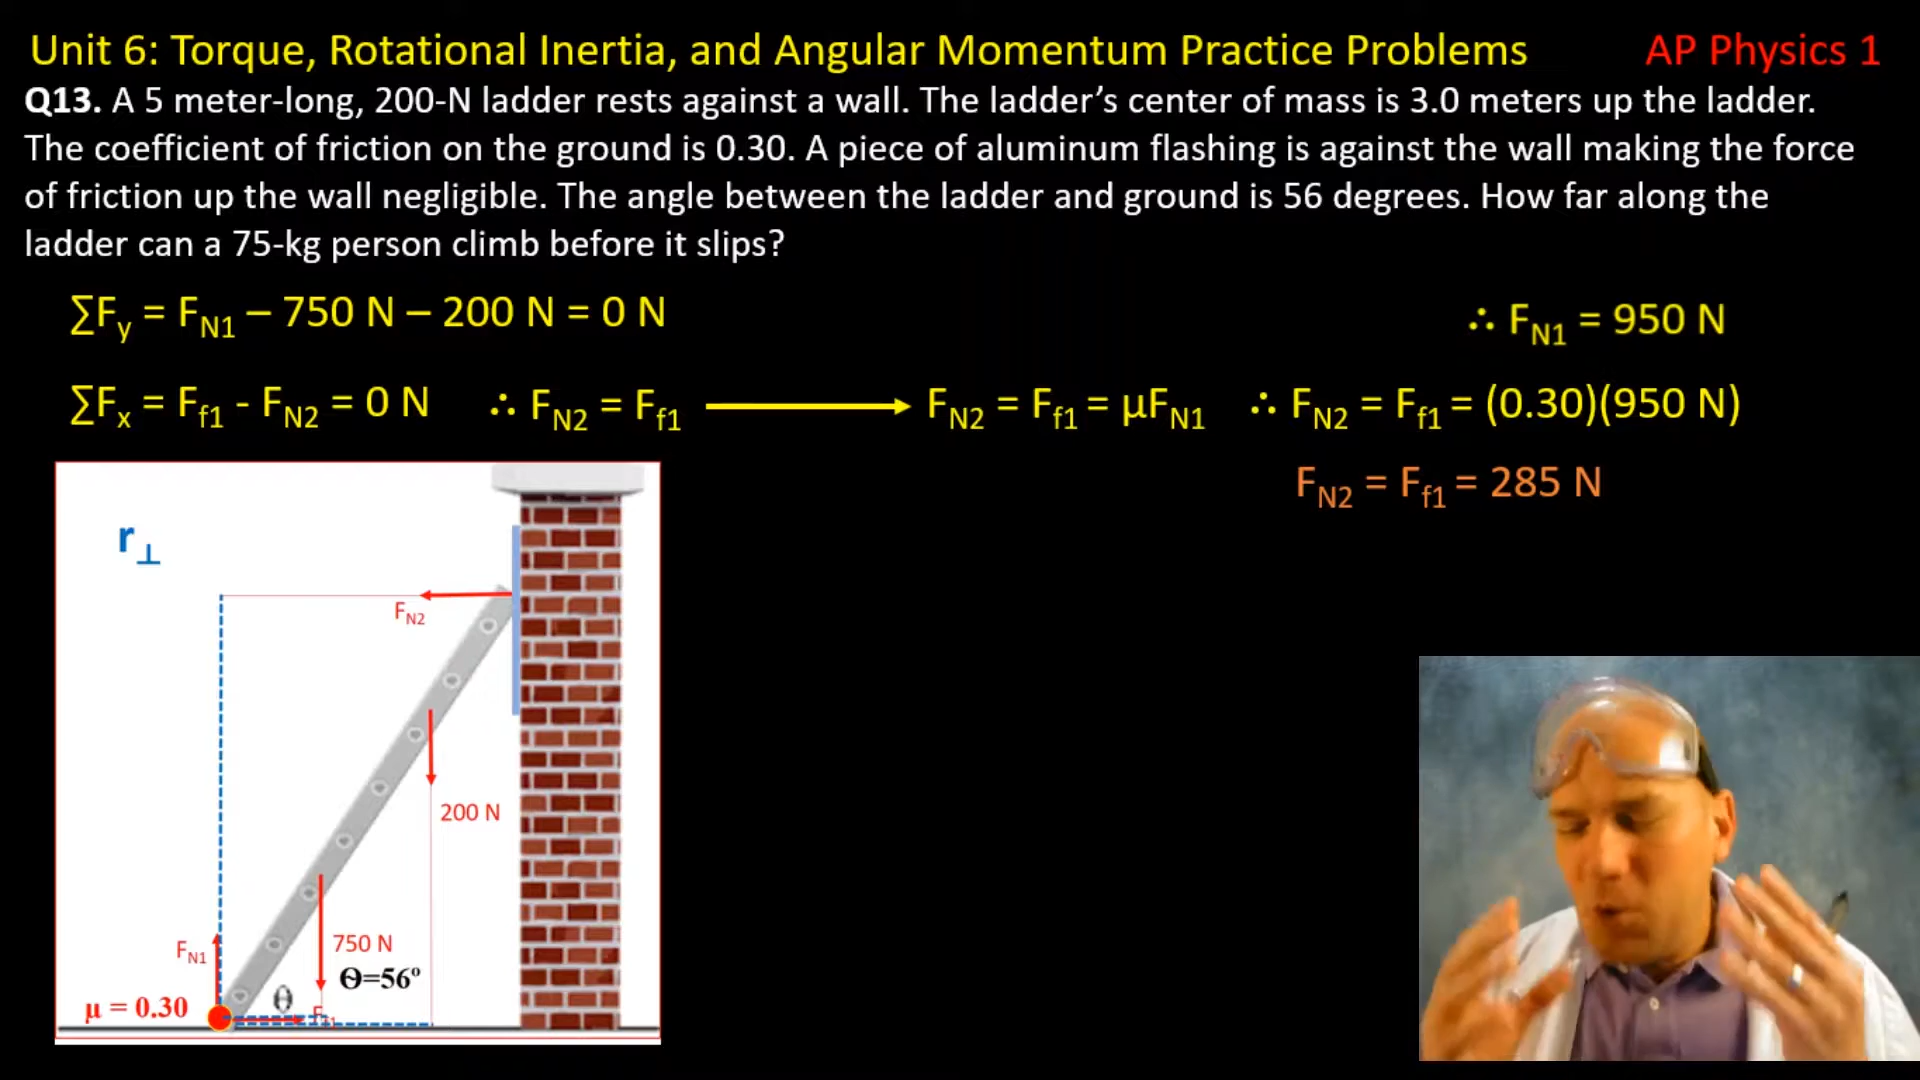 Unit 6: Torque, Rotational Inertia, and Angular Momentum Practice Problems AP Physics 1
Q13. A 5 meter-long, 200-N ladder rests against a wall. The ladder's center of mass is 3.0 meters up the ladder.
The coefficient of friction on the ground is 0.30. A piece of aluminum flashing is against the wall making the force
of friction up the wall negligible. The angle between the ladder and ground is 56 degrees. How far along the
ladder can a 75-kg person climb before it slips?
∑Fy = FN1 – 750 N – 200 N = 0 N ∴ FN1 = 950 N
∑Fx = Ff1 - FN2 = 0 N ∴ FN2 = Ff1 FN2 = Ff1 = μFN1 ∴ FN2 = Ff1 = (0.30)(950 N)
FN2 = Ff1 = 285 N
r⊥
FN2
200 N
FN1
750 N
Θ=56º
Θ
μ = 0.30